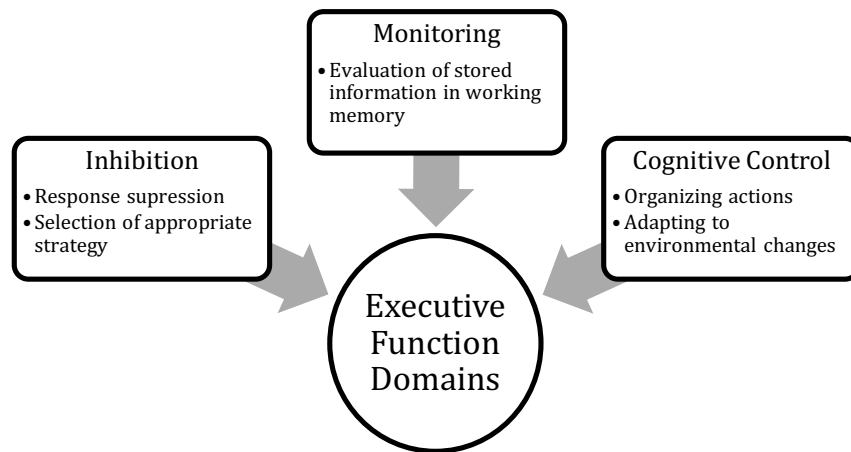 Monitoring
• Evaluation of stored
information in working
memory
Inhibition
• Response supression
• Selection of appropriate
strategy
Cognitive Control
• Organizing actions
• Adapting to
environmental changes
Executive
Function
Domains